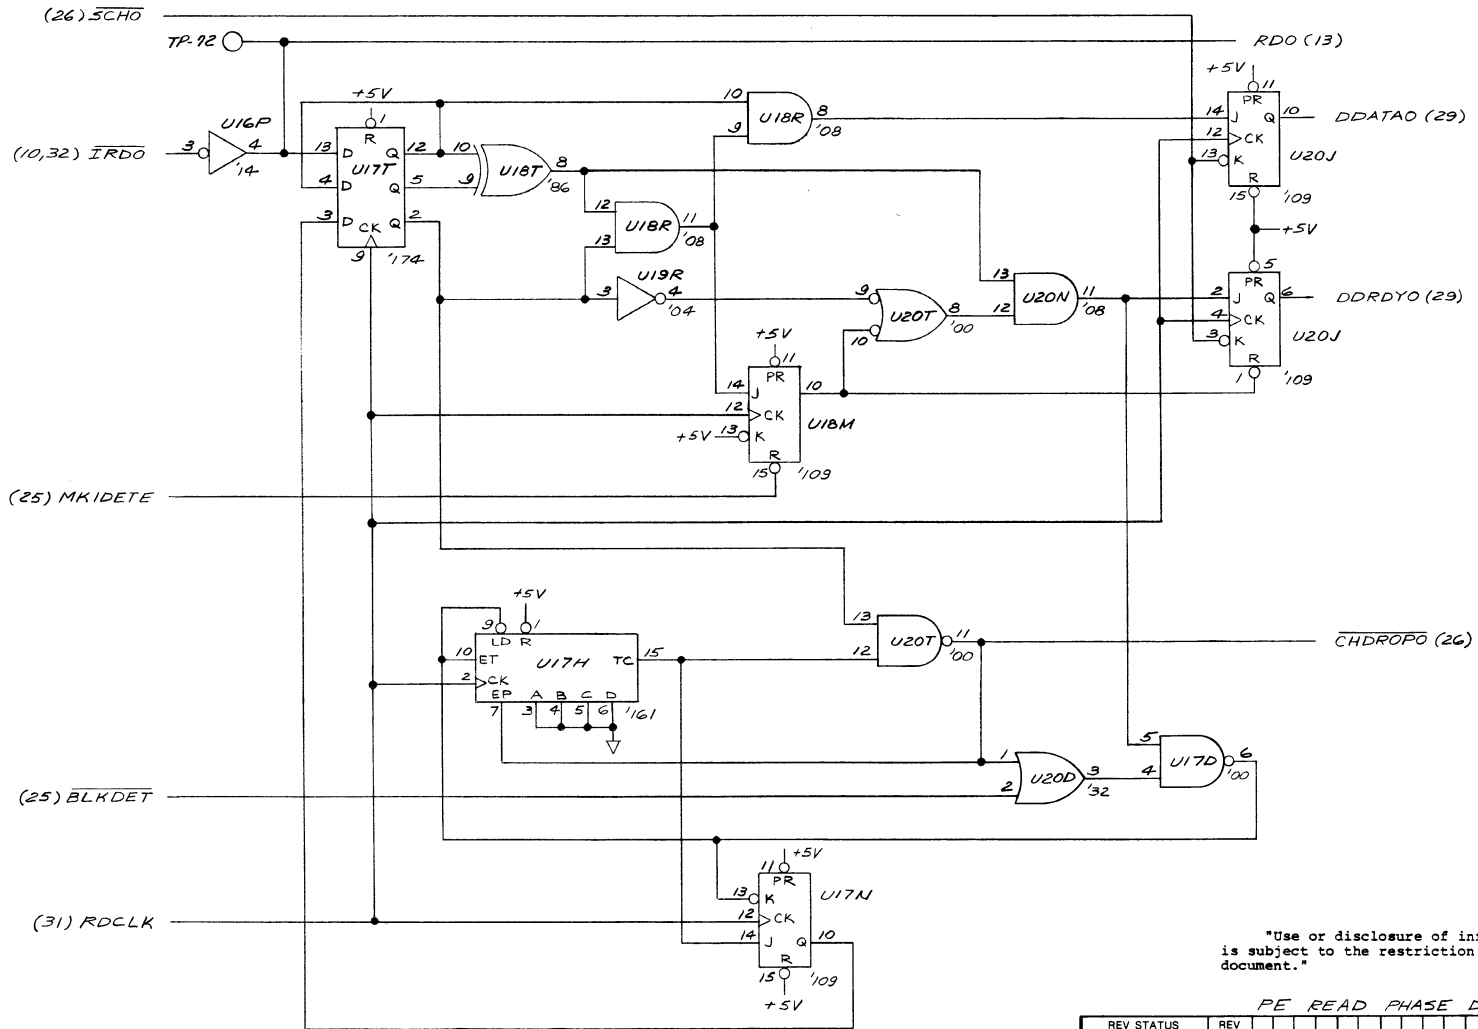 (26) SCHO
TP-72
RDO (13)
+5V
11
PR
14
J
Q
10
DDATAO (29)
12
CK
13
K
U20J
R
15
'109
+5V
5
PR
2
J
Q
6
DDRDYO (29)
4
CK
3
K
U20J
R
1
'109
(10,32) IRDO
3
U16P
4
'14
+5V
1
R
13
D
Q
12
U17T
4
D
Q
5
3
D
Q
2
CK
9
'174
10
9
U18T
8
'86
10
9
U18R
8
'08
12
13
U18R
11
'08
3
U19R
4
'04
9
10
U20T
8
'00
13
12
U20N
11
'08
+5V
11
PR
14
J
10
12
CK
U18M
+5V
13
K
R
15
'109
(25) MKIDETE
+5V
9
1
LD
R
10
ET
U17H
TC
15
2
CK
EP
A
B
C
D
7
3
4
5
6
'161
13
12
U20T
11
'00
CHDROPO (26)
1
2
U20D
3
'32
5
4
U17D
6
'00
(25) BLKDET
+5V
11
PR
13
K
U17N
12
CK
14
J
Q
10
R
15
'109
+5V
(31) RDCLK
"Use or disclosure of in
is subject to the restriction
document."
PE READ PHASE D
REV STATUS
REV